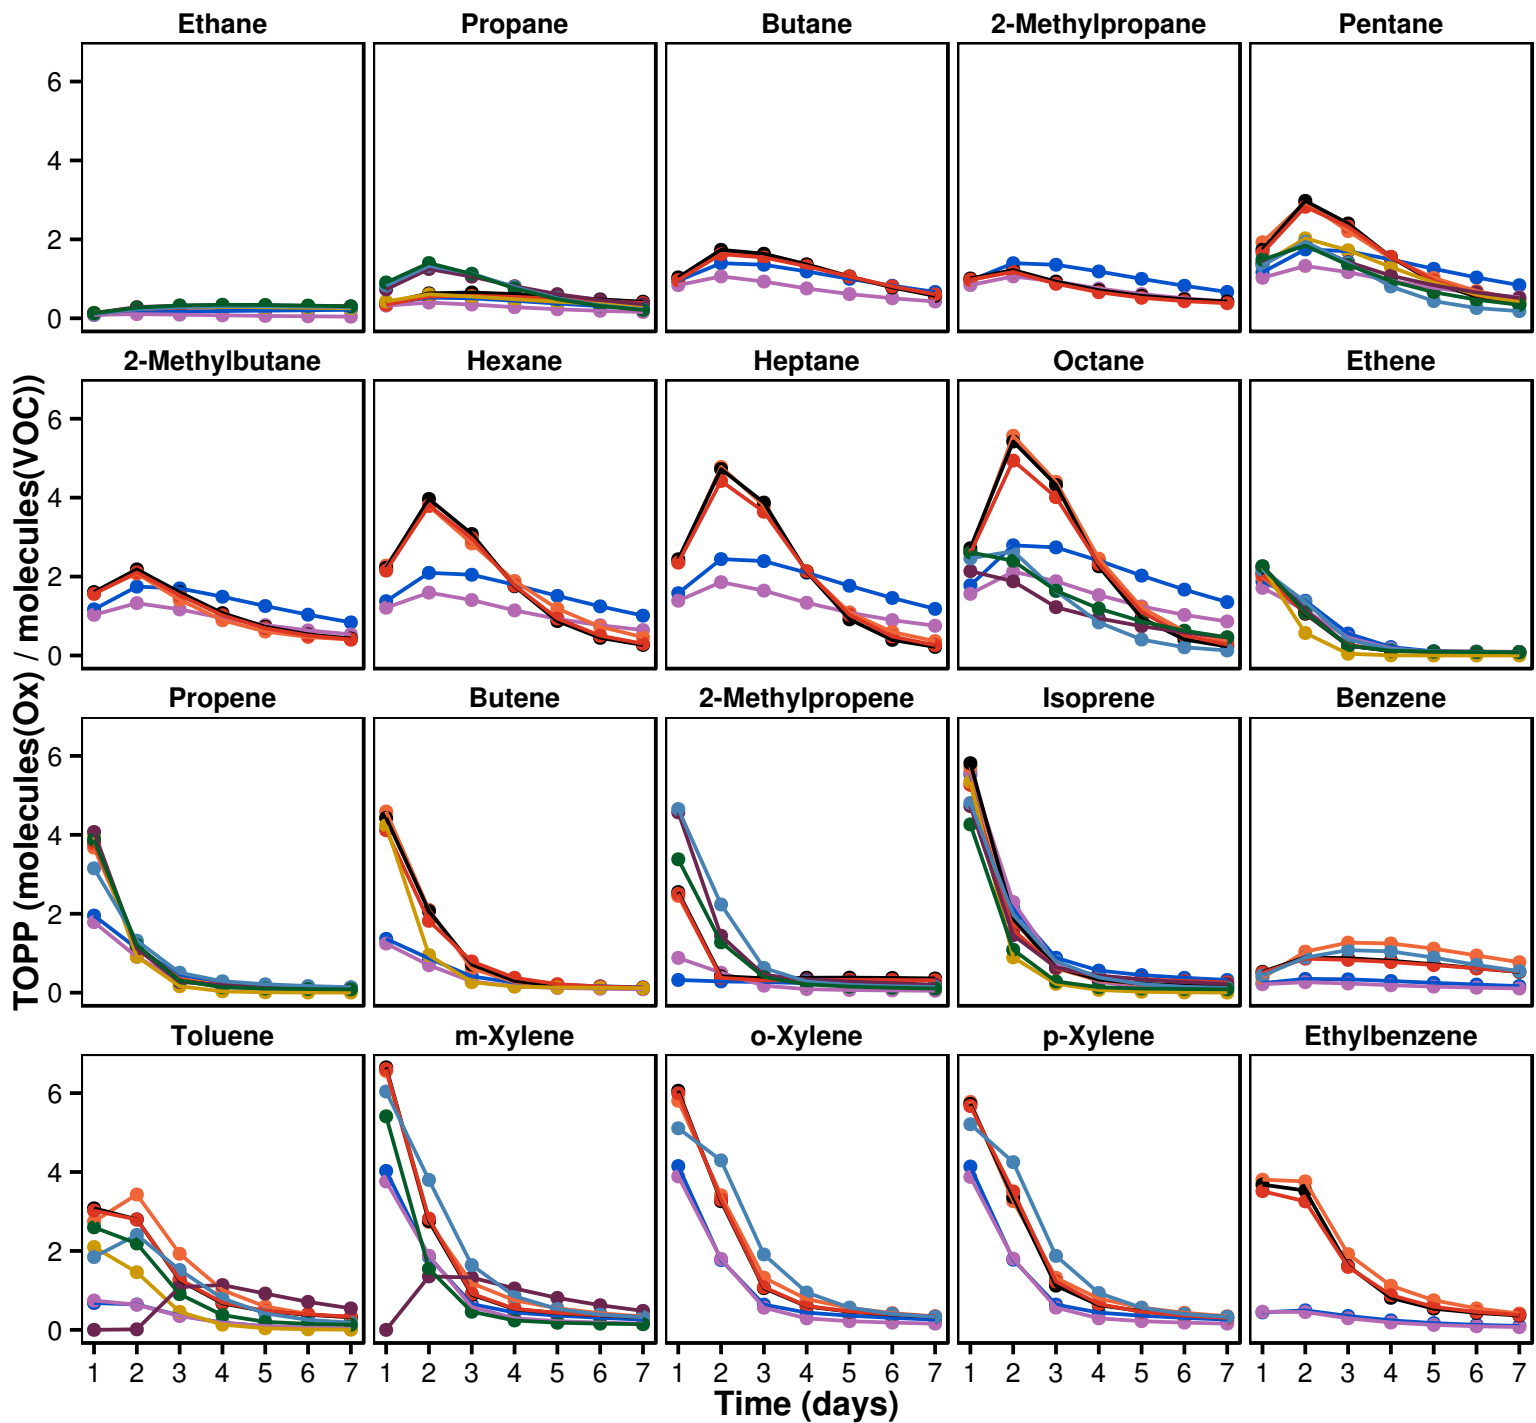 Ethane Propane Butane 2-Methylpropane Pentane
6
4
2
0
2-Methylbutane Hexane Heptane Octane Ethene
6
4
2
0
TOPP (molecules(Ox) / molecules(VOC))
Propene Butene 2-Methylpropene Isoprene Benzene
6
4
2
0
Toluene m-Xylene o-Xylene p-Xylene Ethylbenzene
6
4
2
0
1 2 3 4 5 6 7 1 2 3 4 5 6 7 1 2 3 4 5 6 7 1 2 3 4 5 6 7 1 2 3 4 5 6 7
Time (days)